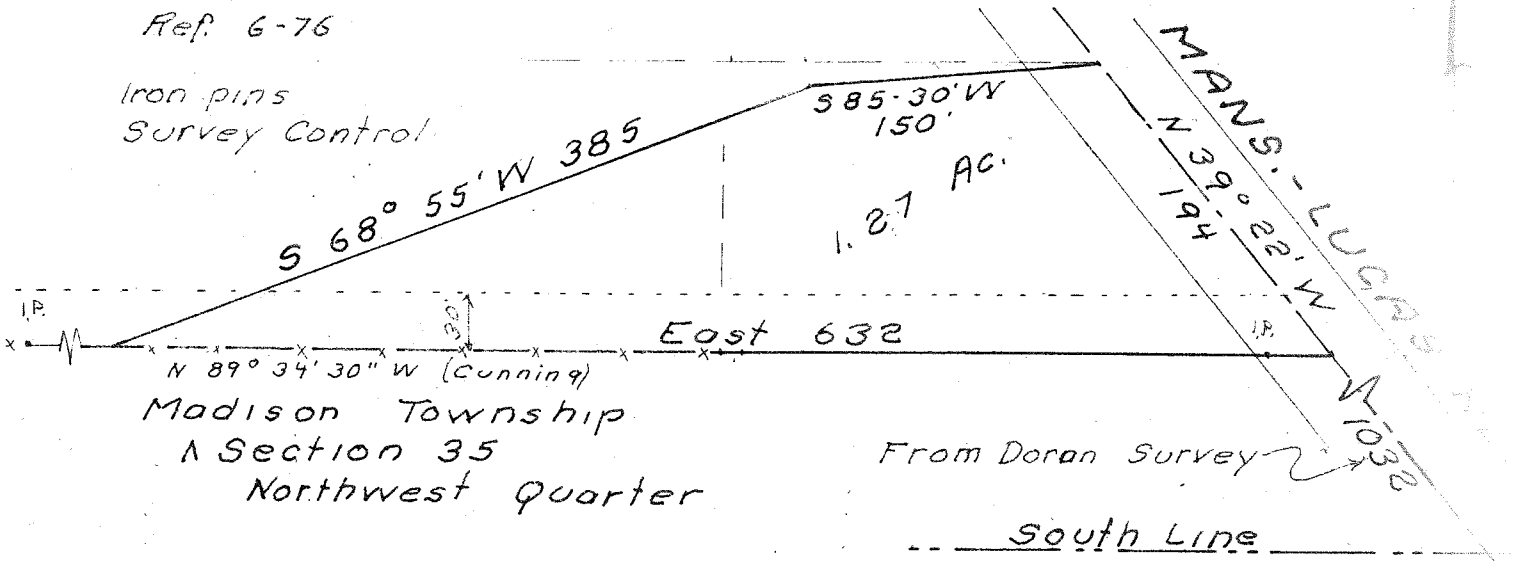 Ref. 6-76
Iron pins
Survey Control
S 68° 55' W 385
S 85-30' W
150'
1.27 Ac.
MANS.-LUCAS
N 39° 22' W
194
I.P.
30'
East 632
I.P.
N 89° 34' 30" W (Cunning)
Madison Township
Section 35
Northwest Quarter
From Doran Survey
1032
South Line